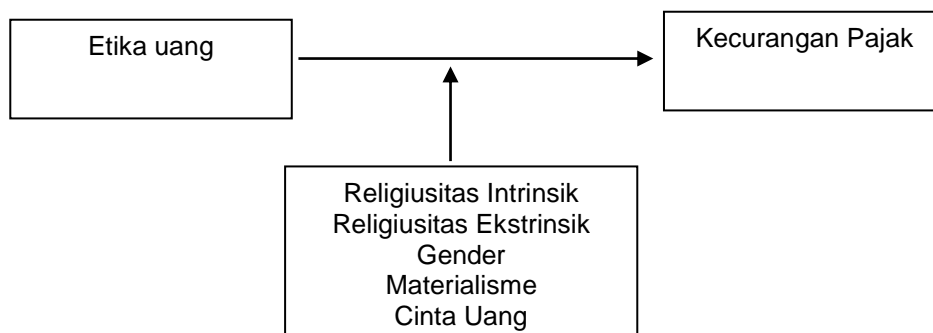 Etika uang
Kecurangan Pajak
Religiusitas Intrinsik
Religiusitas Ekstrinsik
Gender
Materialisme
Cinta Uang